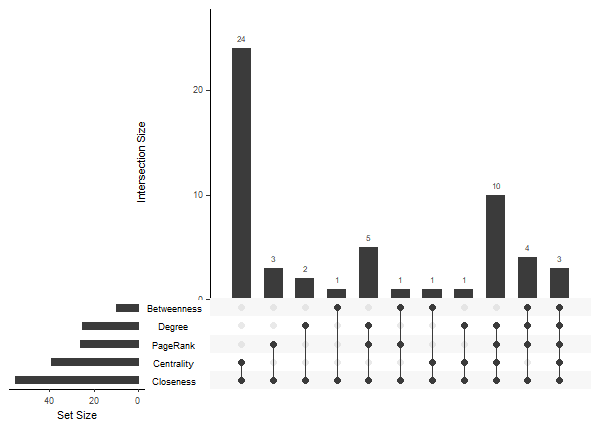 24
20
10
0
Intersection Size
3
2
1
5
1
1
1
10
4
3
Betweenness
Degree
PageRank
Centrality
Closeness
40
20
0
Set Size